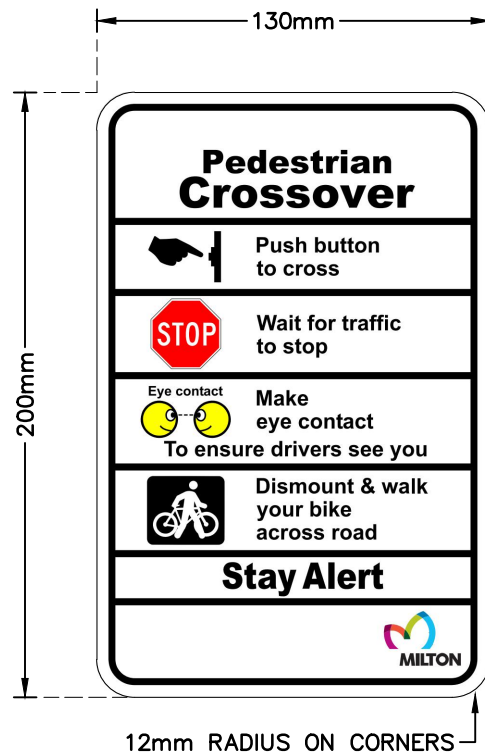 130mm
200mm
Pedestrian
Crossover
Push button
to cross
STOP
Wait for traffic
to stop
Eye contact
Make
eye contact
To ensure drivers see you
Dismount & walk
your bike
across road
Stay Alert
MILTON
12mm RADIUS ON CORNERS